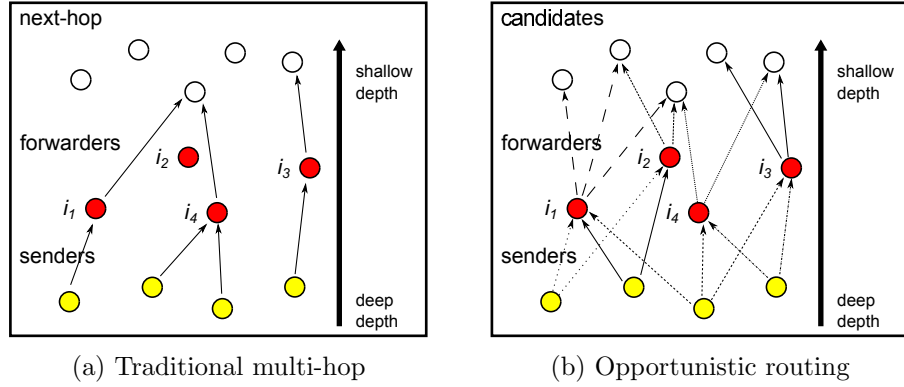 next-hop
shallow
depth
forwarders
i2
i3
i1
i4
senders
deep
depth
(a) Traditional multi-hop
candidates
shallow
depth
forwarders
i2
i3
i1
i4
senders
deep
depth
(b) Opportunistic routing